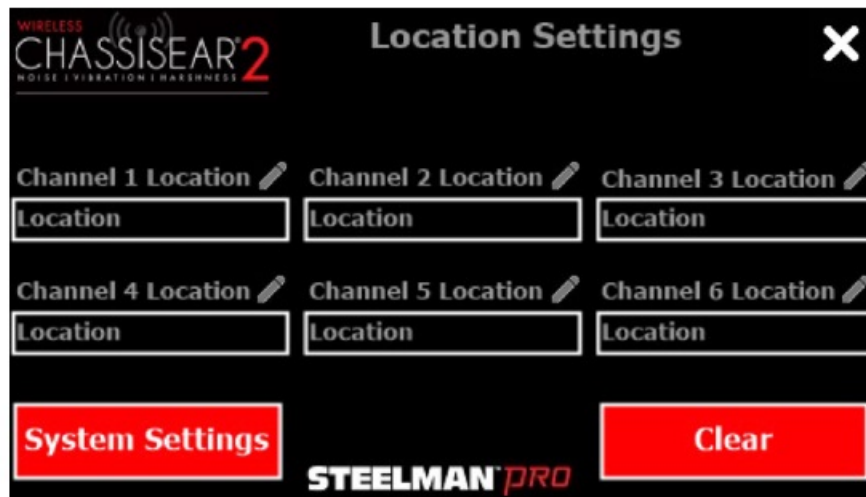 WIRELESS
CHASSISEAR®2
NOISE | VIBRATION | HARSHNESS
Location Settings
Channel 1 Location
Channel 2 Location
Channel 3 Location
Location
Location
Location
Channel 4 Location
Channel 5 Location
Channel 6 Location
Location
Location
Location
System Settings
Clear
STEELMAN PRO